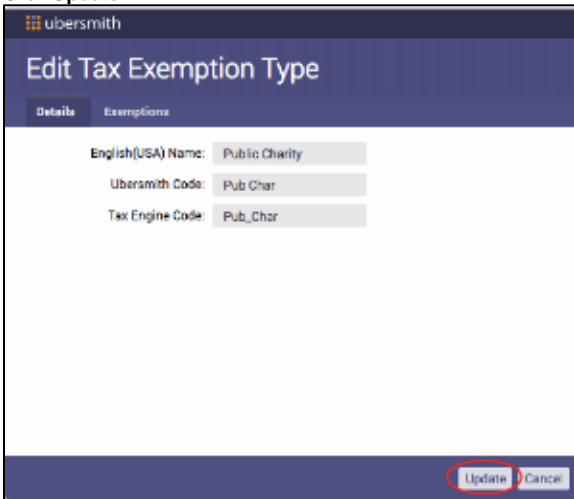 ubersmith
Edit Tax Exemption Type
Details Exemptions
English(USA) Name: Public Charity
Ubersmith Code: Pub Char
Tax Engine Code: Pub_Char
Update Cancel